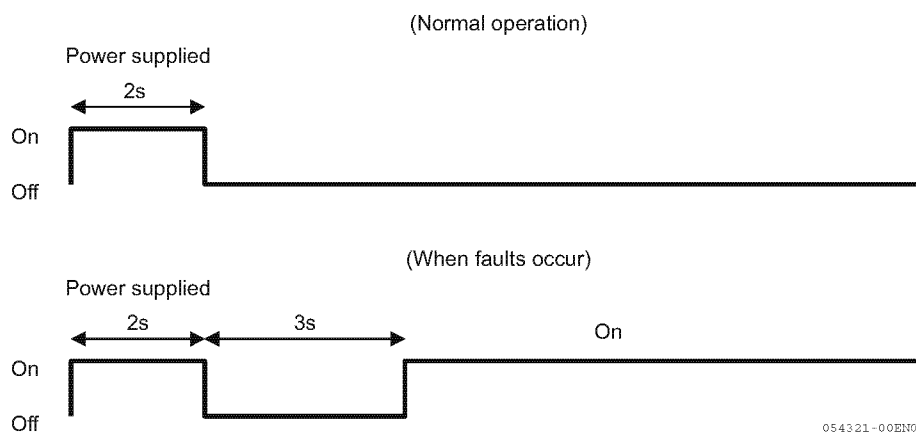 (Normal operation)
Power supplied
2s
On
Off
(When faults occur)
Power supplied
2s 3s On
On
Off
054321-00EN0